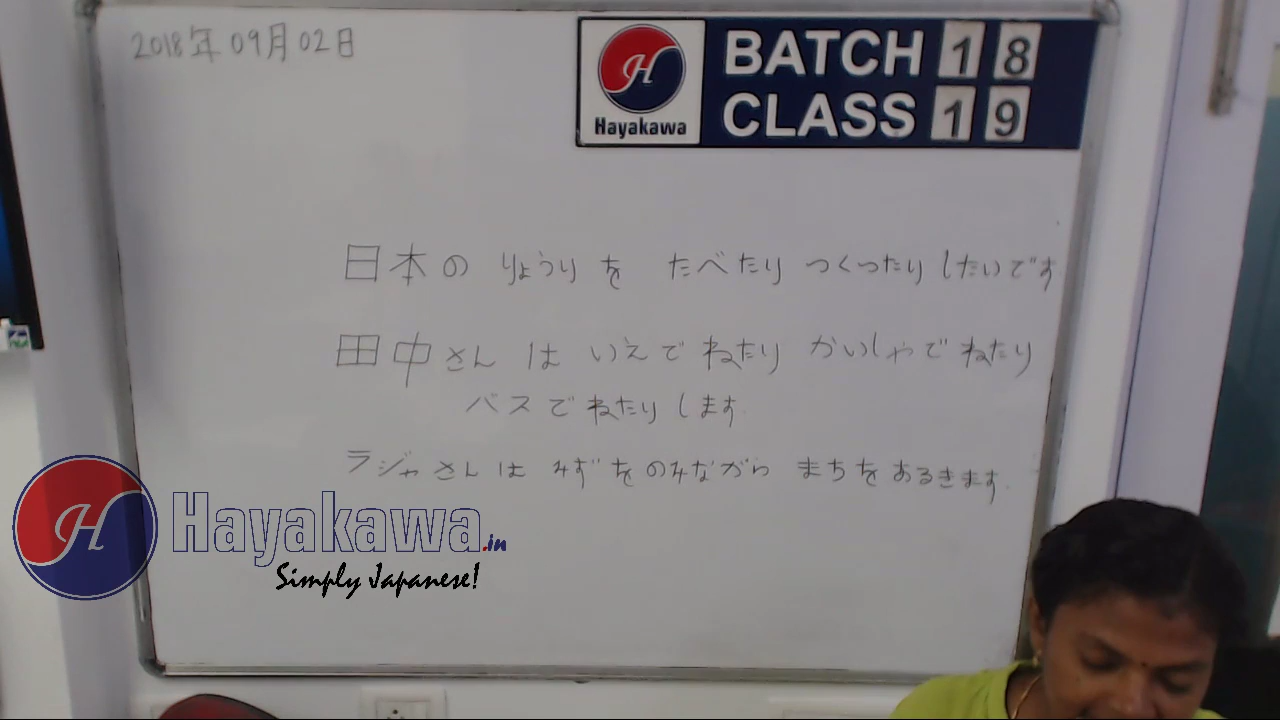 2018年09月02日
H
Hayakawa
BATCH 18
CLASS 19
日本の りょうり を たべたり つくったり したいです
田中さん は いえで ねたり かいしゃで ねたり
バスで ねたり します
ラジャさん は みずを のみながら まちを あるきます
H
Hayakawa.in
Simply Japanese!